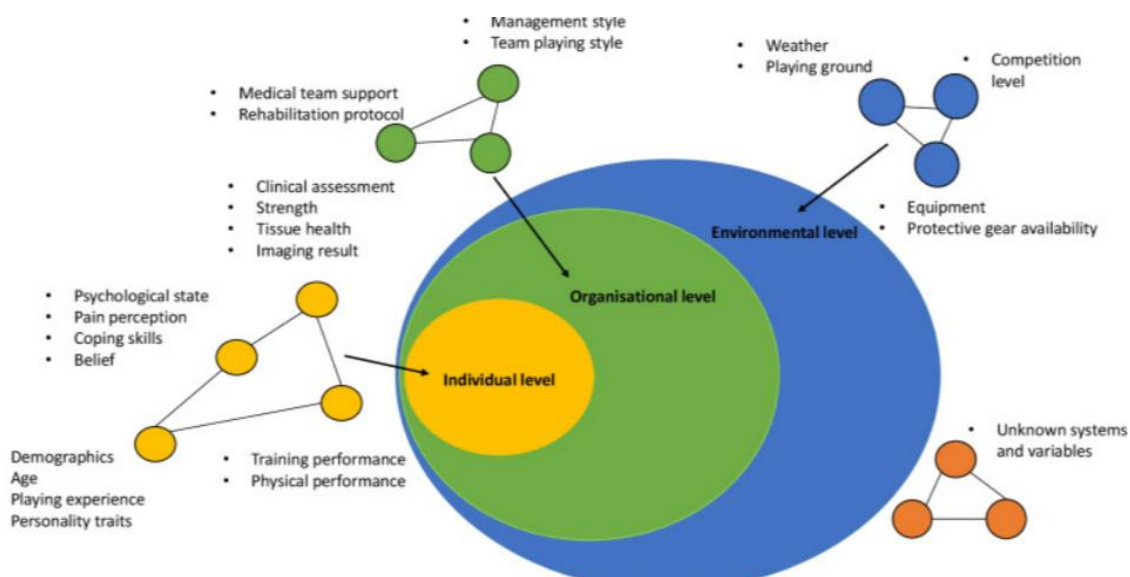 • Management style
• Team playing style
• Weather
• Playing ground
• Competition
level
• Medical team support
• Rehabilitation protocol
• Clinical assessment
• Strength
• Tissue health
• Imaging result
• Equipment
• Protective gear availability
Environmental level
Organisational level
• Psychological state
• Pain perception
• Coping skills
• Belief
Individual level
• Unknown systems
and variables
Demographics
Age
Playing experience
Personality traits
• Training performance
• Physical performance